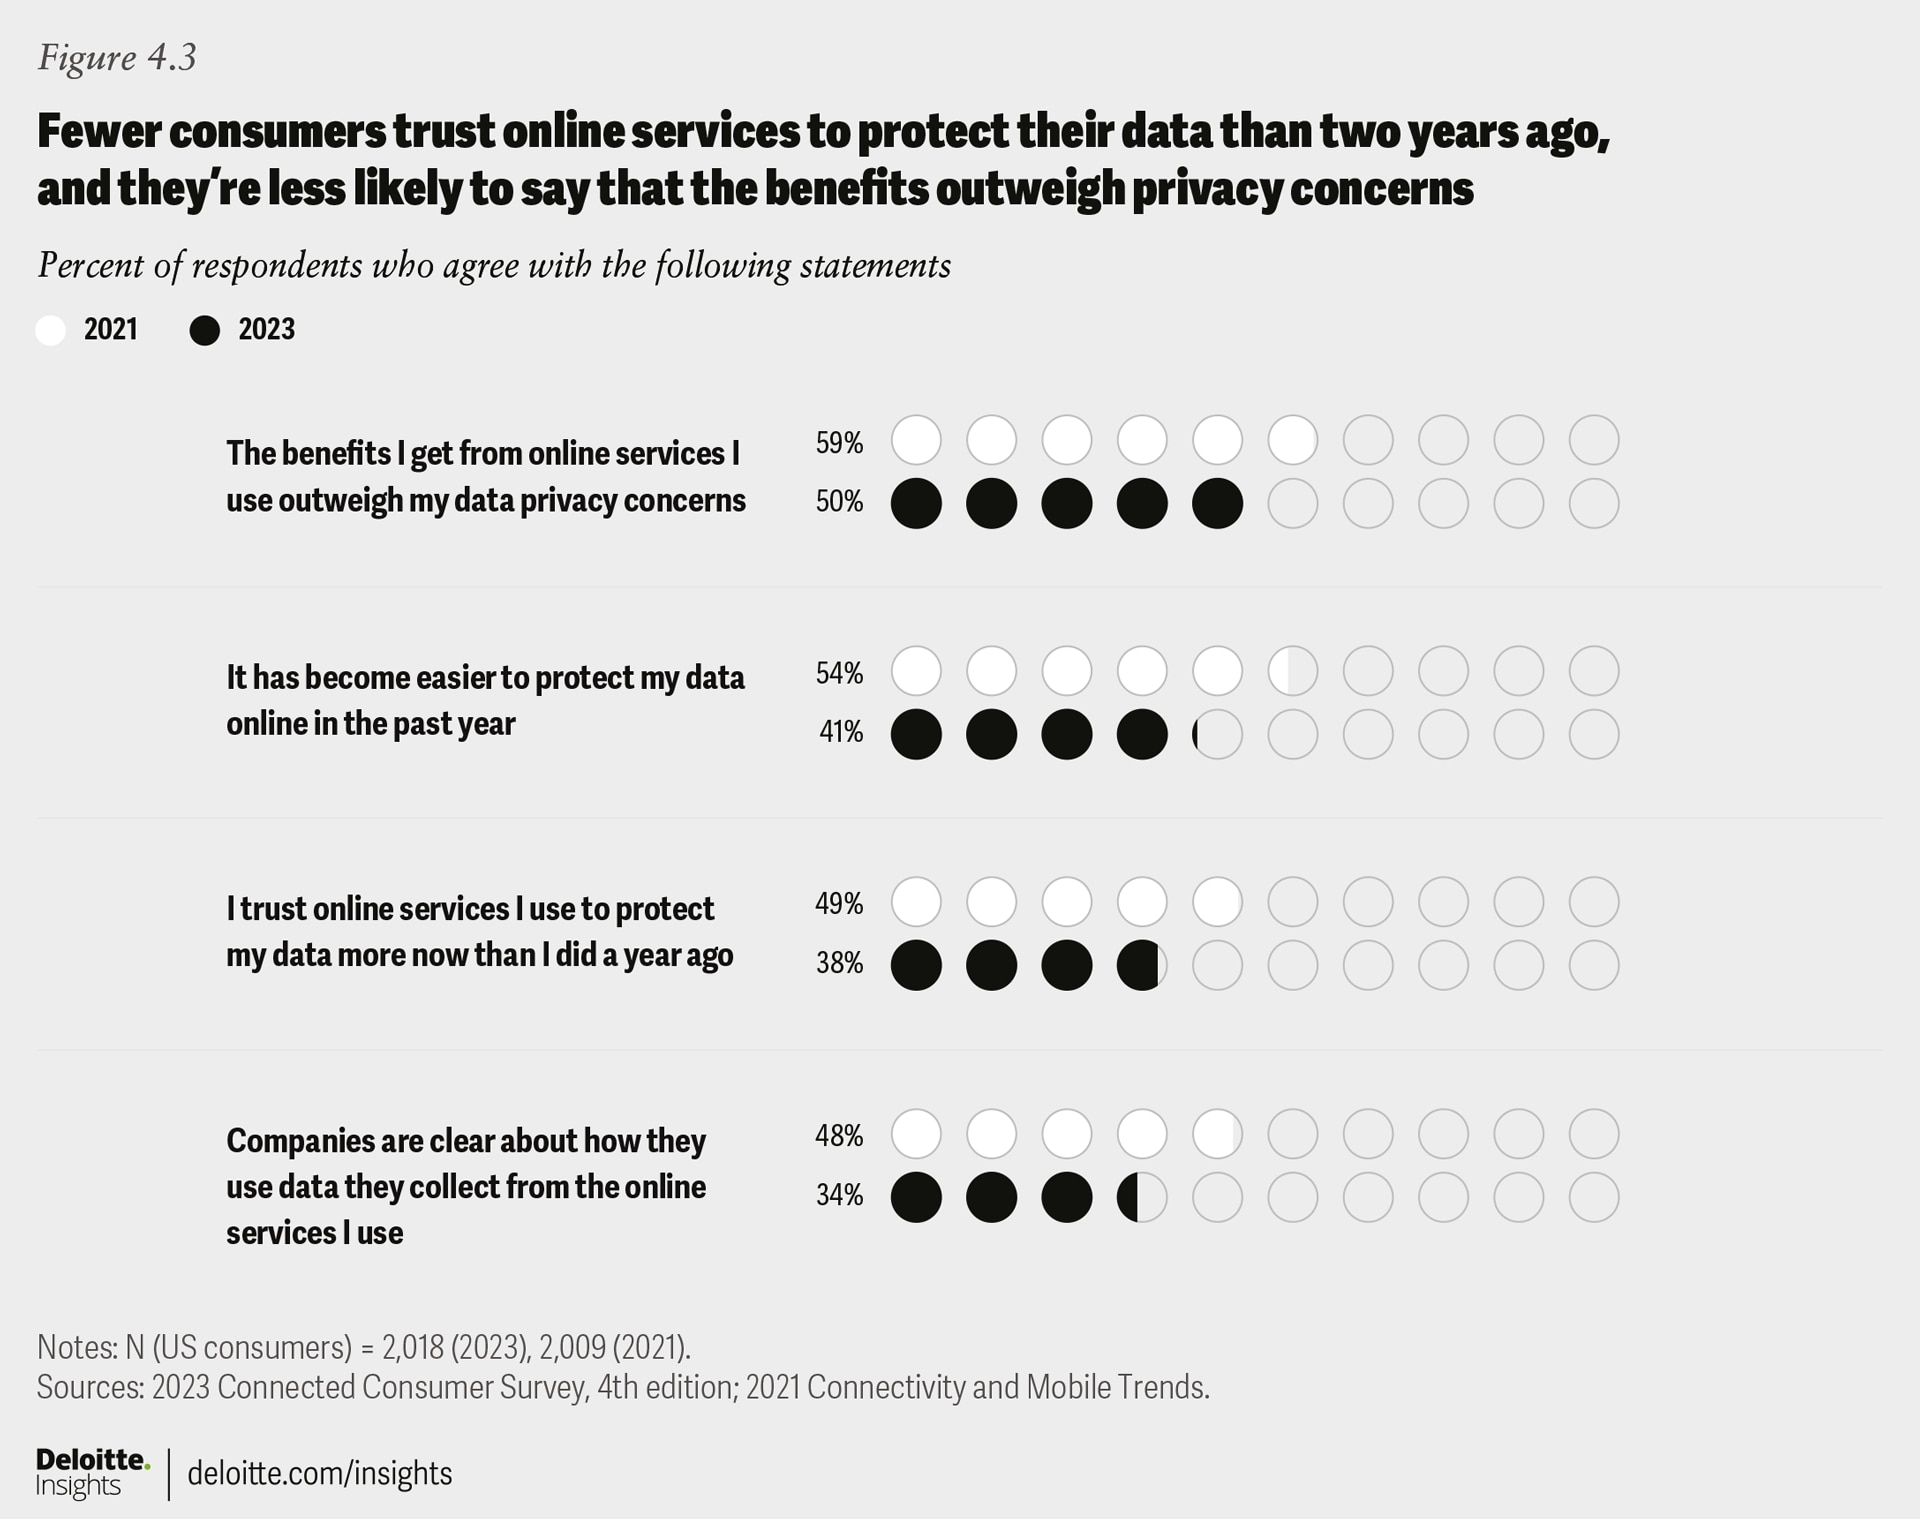 Figure 4.3
Fewer consumers trust online services to protect their data than two years ago,
and they’re less likely to say that the benefits outweigh privacy concerns
Percent of respondents who agree with the following statements
2021 2023
The benefits I get from online services I
use outweigh my data privacy concerns
59%
50%
It has become easier to protect my data
online in the past year
54%
41%
I trust online services I use to protect
my data more now than I did a year ago
49%
38%
Companies are clear about how they
use data they collect from the online
services I use
48%
34%
Notes: N (US consumers) = 2,018 (2023), 2,009 (2021).
Sources: 2023 Connected Consumer Survey, 4th edition; 2021 Connectivity and Mobile Trends.
Deloitte.
Insights
deloitte.com/insights